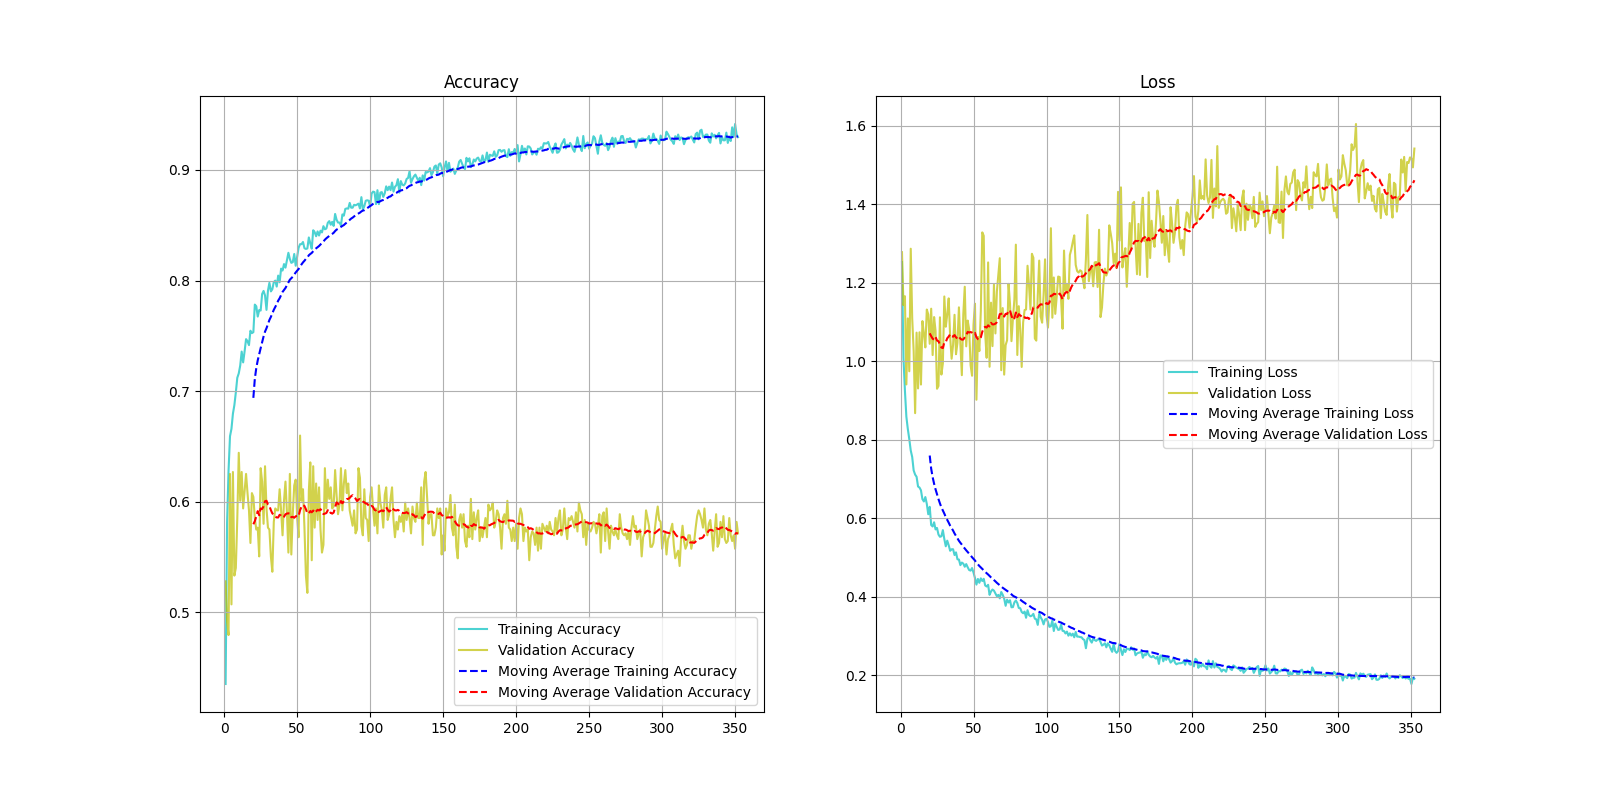 Accuracy
0.9
0.8
0.7
0.6
0.5
0 50 100 150 200 250 300 350
Training Accuracy
Validation Accuracy
Moving Average Training Accuracy
Moving Average Validation Accuracy
Loss
1.6
1.4
1.2
1.0
0.8
0.6
0.4
0.2
0 50 100 150 200 250 300 350
Training Loss
Validation Loss
Moving Average Training Loss
Moving Average Validation Loss